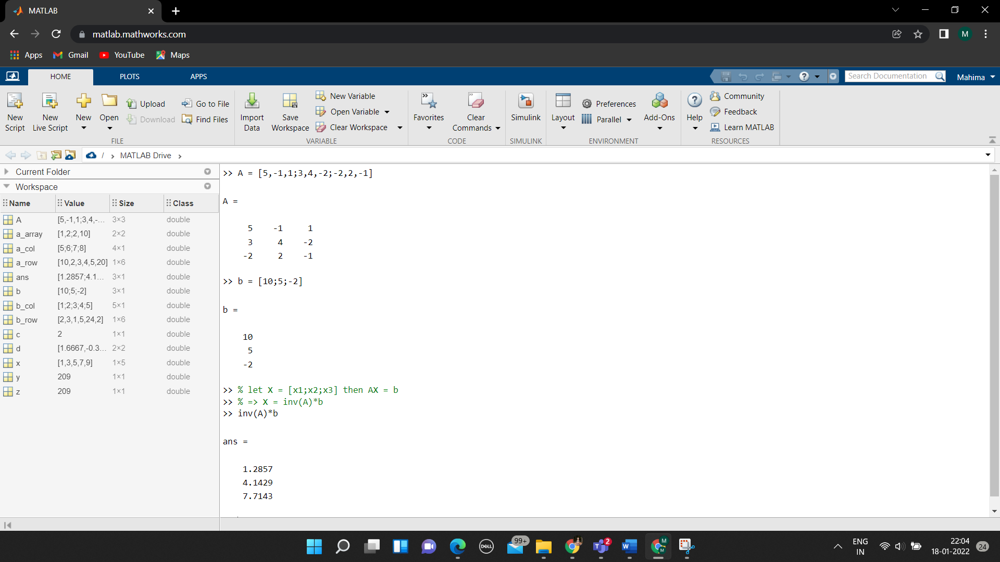 MATLAB
matlab.mathworks.com
M
Apps Gmail YouTube Maps
HOME PLOTS APPS
Search Documentation
Mahima
New Script
New Live Script
New
Open
Upload
Download
Go to File
Find Files
FILE
Import Data
Save Workspace
New Variable
Open Variable
Clear Workspace
VARIABLE
Favorites
Clear Commands
CODE
Simulink
SIMULINK
Layout
Preferences
Parallel
Add-Ons
ENVIRONMENT
Help
Community
Feedback
Learn MATLAB
RESOURCES
/ › MATLAB Drive ›
Current Folder
Workspace
Name Value Size Class
A [5,-1,1;3,4,-... 3×3 double
a_array [1,2;2,10] 2×2 double
a_col [5;6;7;8] 4×1 double
a_row [10,2,3,4,5,20] 1×6 double
ans [1.2857;4.1... 3×1 double
b [10;5;-2] 3×1 double
b_col [1;2;3;4;5] 5×1 double
b_row [2,3,1,5,24,2] 1×6 double
c 2 1×1 double
d [1.6667,-0.3... 2×2 double
x [1,3,5,7,9] 1×5 double
y 209 1×1 double
z 209 1×1 double
>> A = [5,-1,1;3,4,-2;-2,2,-1]
A =
5 -1 1
3 4 -2
-2 2 -1
>> b = [10;5;-2]
b =
10
5
-2
>> % let X = [x1;x2;x3] then AX = b
>> % => X = inv(A)*b
>> inv(A)*b
ans =
1.2857
4.1429
7.7143
DELL
99+
T
2
W
M
M
ENG
IN
22:04
18-01-2022
24